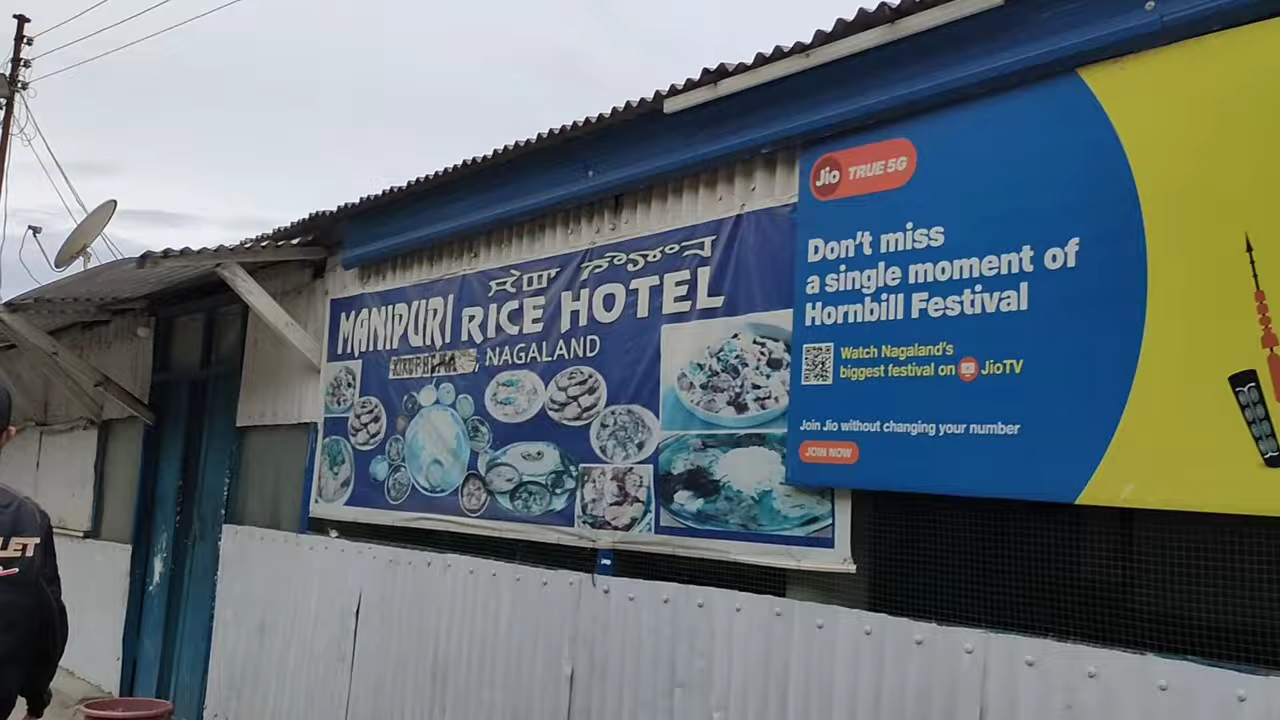 MANIPURI RICE HOTEL
, NAGALAND
Jio TRUE 5G
Don't miss
a single moment of
Hornbill Festival
Watch Nagaland's
biggest festival on JioTV
Join Jio without changing your number
JOIN NOW
LET